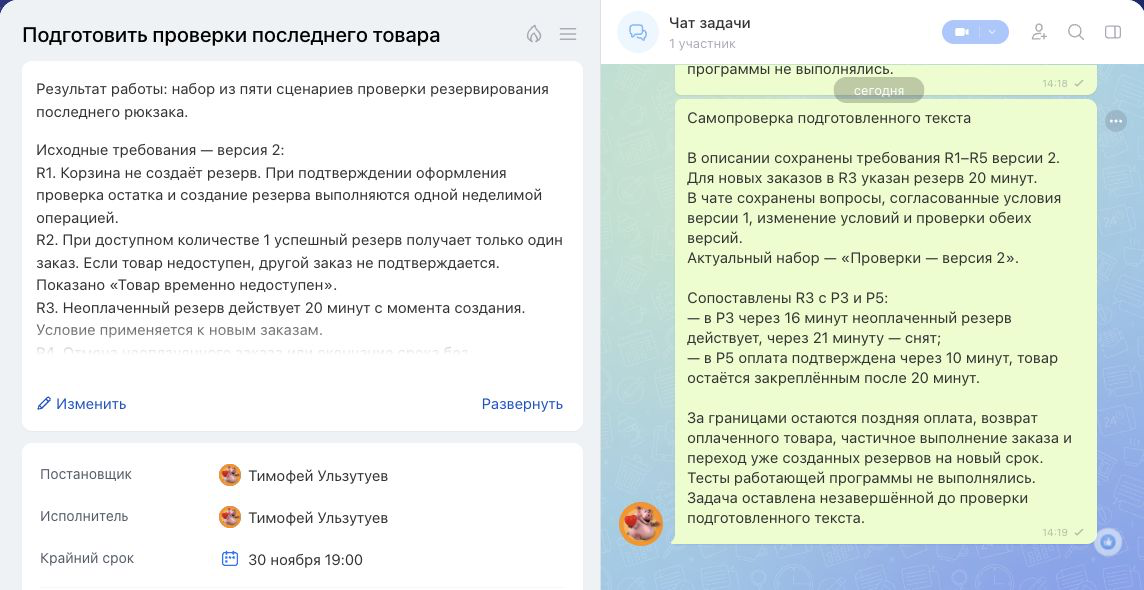 Подготовить проверки последнего товара
Результат работы: набор из пяти сценариев проверки резервирования
последнего рюкзака.
Исходные требования — версия 2:
R1. Корзина не создаёт резерв. При подтверждении оформления
проверка остатка и создание резерва выполняются одной неделимой
операцией.
R2. При доступном количестве 1 успешный резерв получает только один
заказ. Если товар недоступен, другой заказ не подтверждается.
Показано «Товар временно недоступен».
R3. Неоплаченный резерв действует 20 минут с момента создания.
Условие применяется к новым заказам.
R4. Отмена неоплаченного заказа или окончание срока без
Изменить
Развернуть
Постановщик
Тимофей Ульзутуев
Исполнитель
Тимофей Ульзутуев
Крайний срок
30 ноября 19:00
Чат задачи
1 участник
программы не выполнялись.
14:18
сегодня
Самопроверка подготовленного текста
В описании сохранены требования R1–R5 версии 2.
Для новых заказов в R3 указан резерв 20 минут.
В чате сохранены вопросы, согласованные условия
версии 1, изменение условий и проверки обеих
версий.
Актуальный набор — «Проверки — версия 2».
Сопоставлены R3 с P3 и P5:
— в P3 через 16 минут неоплаченный резерв
действует, через 21 минуту — снят;
— в P5 оплата подтверждена через 10 минут, товар
остаётся закреплённым после 20 минут.
За границами остаются поздняя оплата, возврат
оплаченного товара, частичное выполнение заказа и
переход уже созданных резервов на новый срок.
Тесты работающей программы не выполнялись.
Задача оставлена незавершённой до проверки
подготовленного текста.
14:19